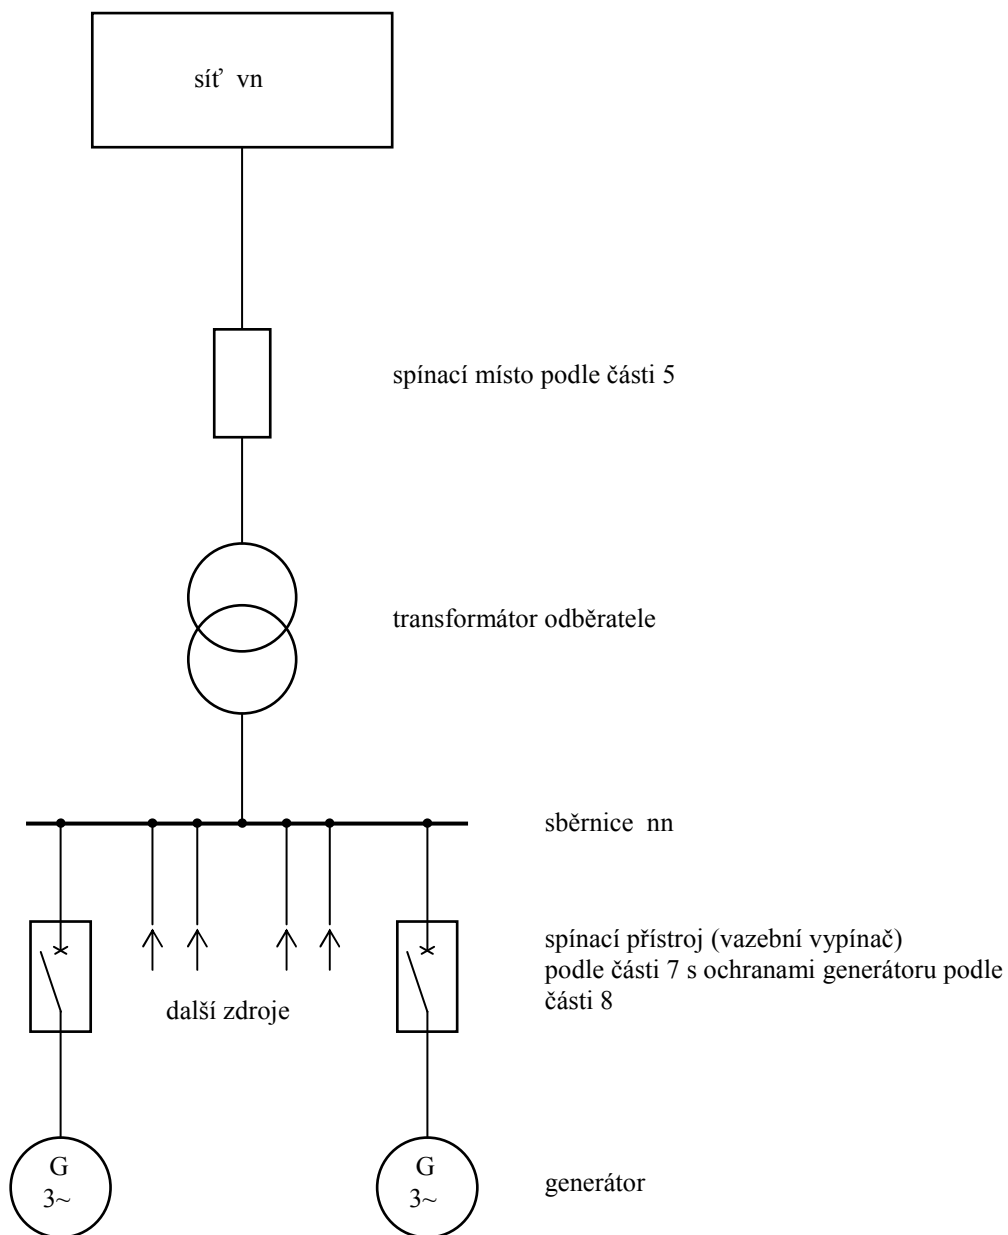 síť vn
spínací místo podle části 5
transformátor odběratele
sběrnice nn
spínací přístroj (vazební vypínač)
podle části 7 s ochranami generátoru podle
části 8
další zdroje
G
3~
G
3~
generátor